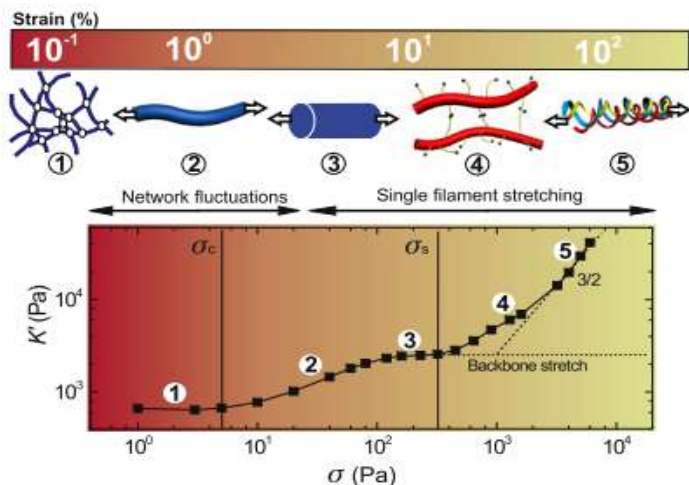 Strain (%)
10⁻¹ 10⁰ 10¹ 10²
1 2 3 4 5
Network fluctuations Single filament stretching
σc σs
10⁴
10³
K' (Pa)
1 2 3 4 5
3/2
Backbone stretch
10⁰ 10¹ 10² 10³ 10⁴
σ (Pa)